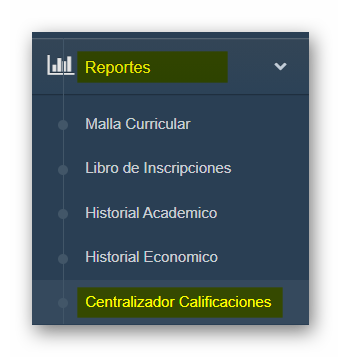 Reportes
Malla Curricular
Libro de Inscripciones
Historial Academico
Historial Economico
Centralizador Calificaciones